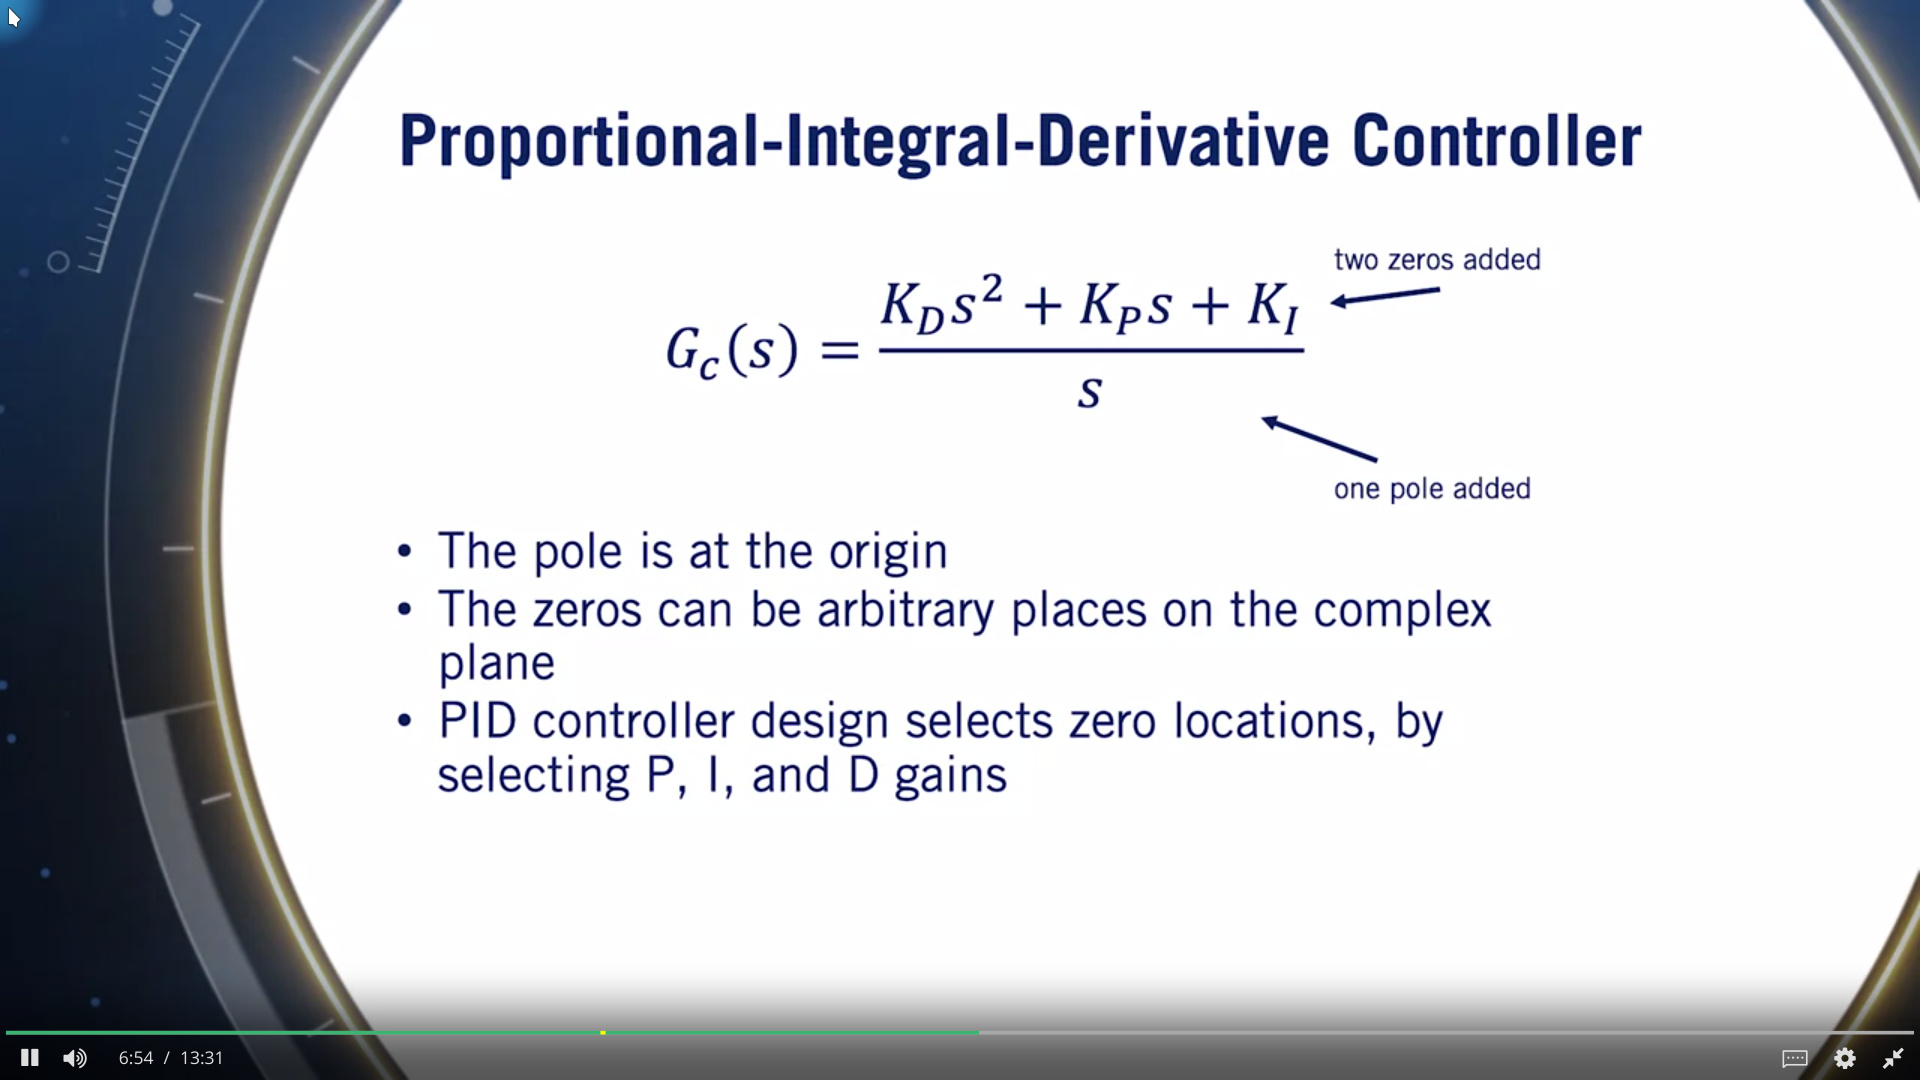 Proportional-Integral-Derivative Controller
two zeros added
G_c(s) = (K_D s² + K_P s + K_I) / s
one pole added
• The pole is at the origin
• The zeros can be arbitrary places on the complex
plane
• PID controller design selects zero locations, by
selecting P, I, and D gains
6:54 / 13:31